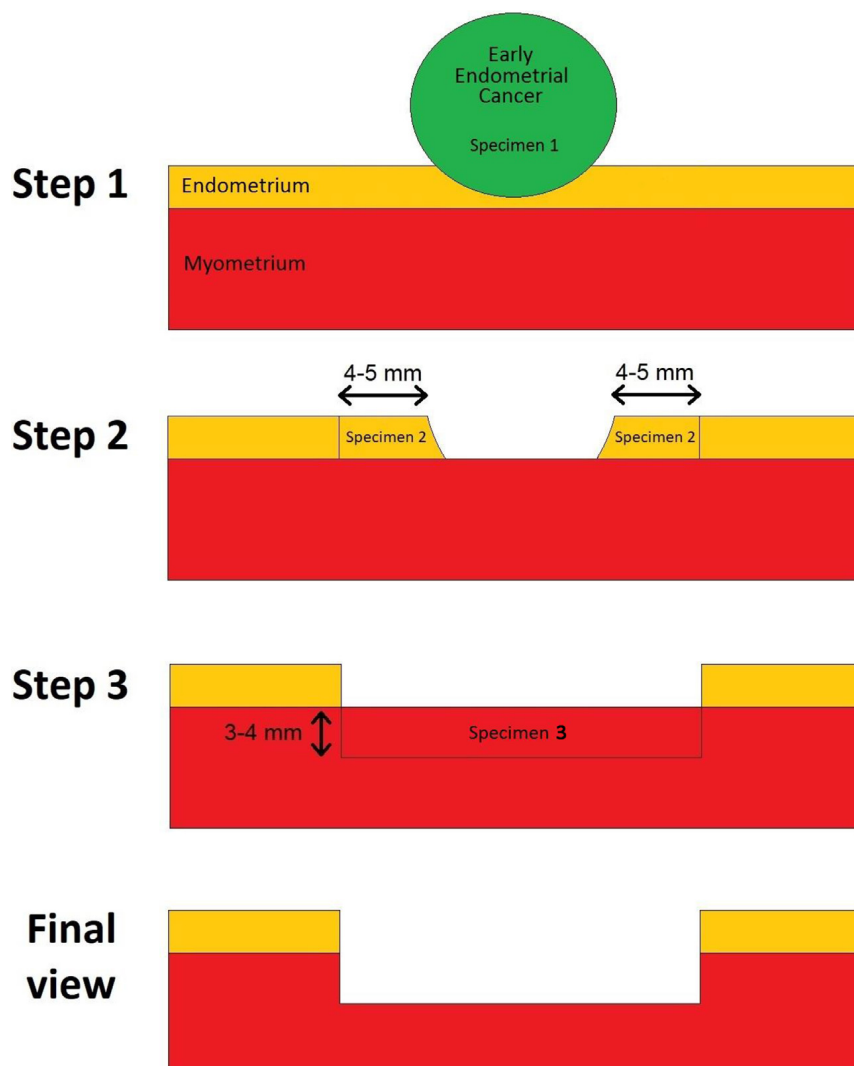 Early
Endometrial
Cancer
Specimen 1
Step 1
Endometrium
Myometrium
4-5 mm
4-5 mm
Step 2
Specimen 2
Specimen 2
Step 3
3-4 mm
Specimen 3
Final
view